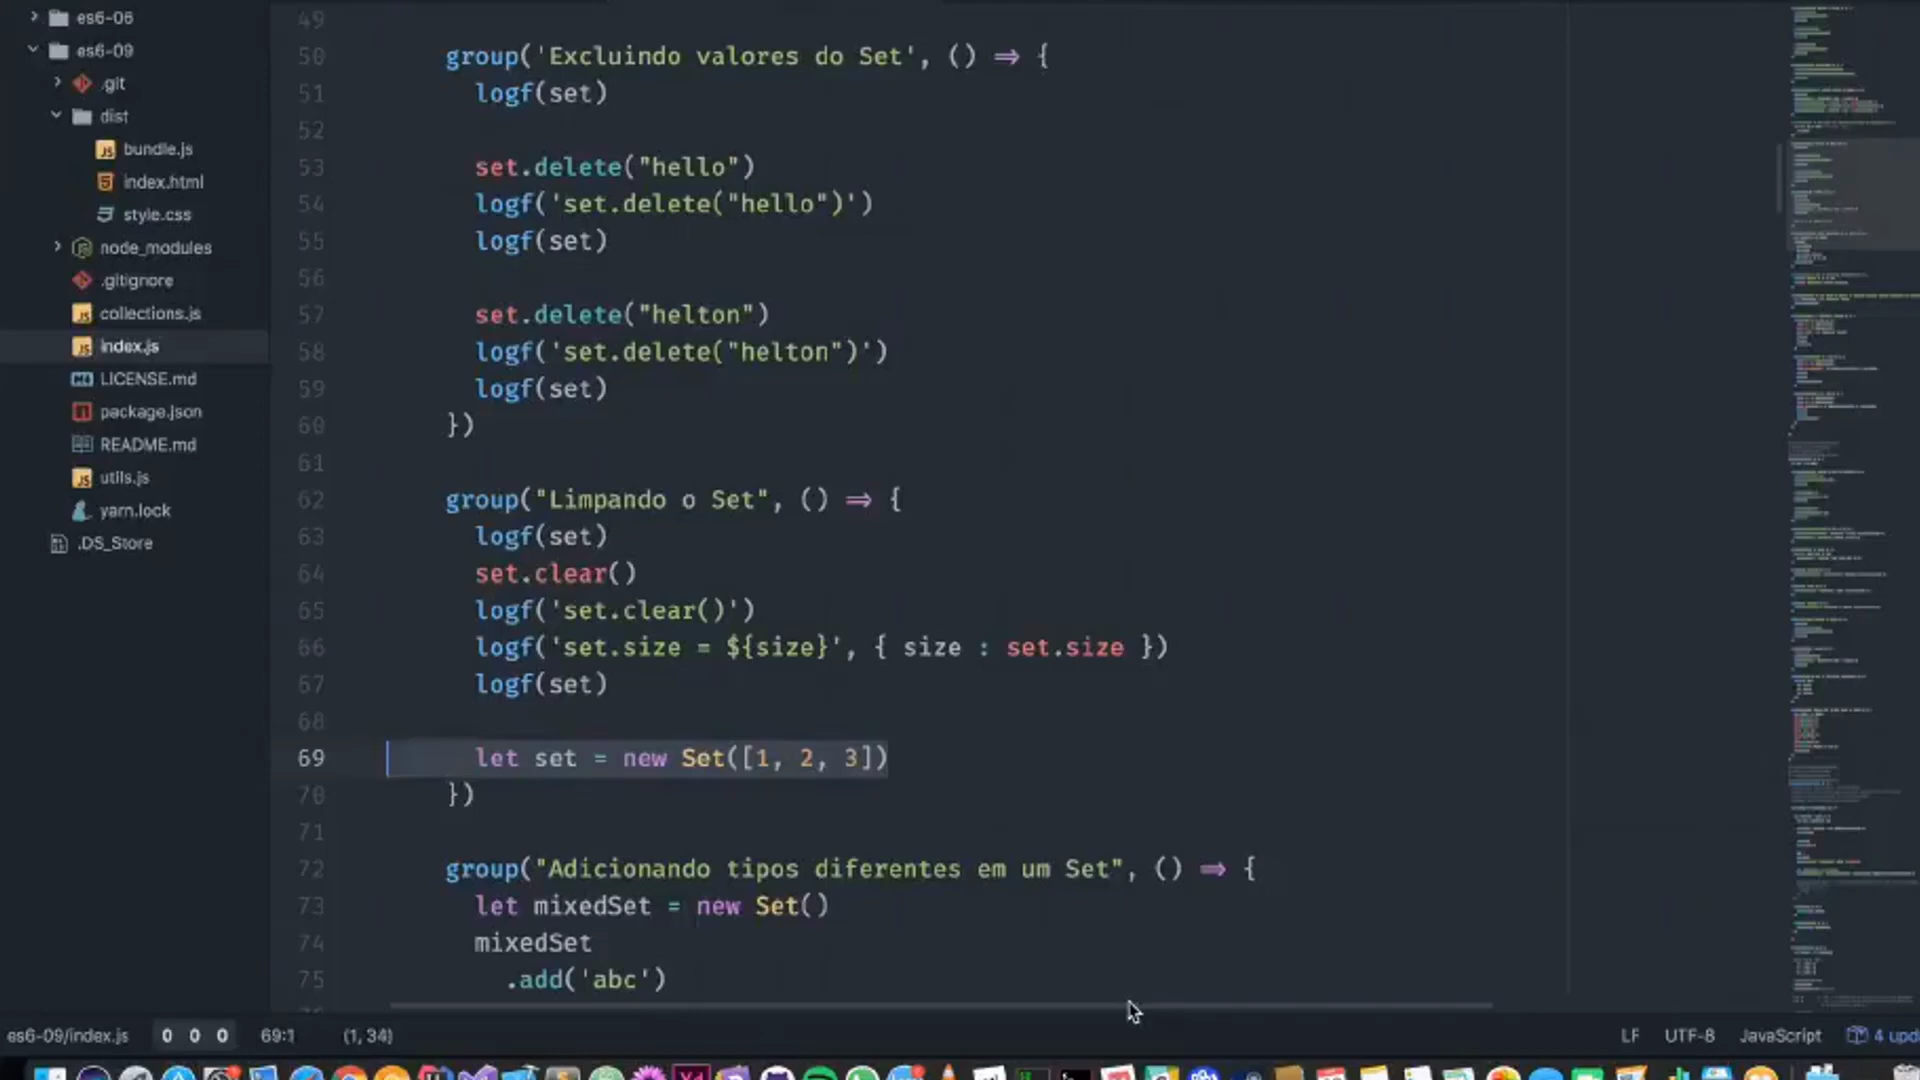 es6-06
es6-09
.git
dist
bundle.js
index.html
style.css
node_modules
.gitignore
collections.js
index.js
LICENSE.md
package.json
README.md
utils.js
yarn.lock
.DS_Store
49
50 group('Excluindo valores do Set', () => {
51 logf(set)
52
53 set.delete("hello")
54 logf('set.delete("hello")')
55 logf(set)
56
57 set.delete("helton")
58 logf('set.delete("helton")')
59 logf(set)
60 })
61
62 group("Limpando o Set", () => {
63 logf(set)
64 set.clear()
65 logf('set.clear()')
66 logf('set.size = ${size}', { size : set.size })
67 logf(set)
68
69 let set = new Set([1, 2, 3])
70 })
71
72 group("Adicionando tipos diferentes em um Set", () => {
73 let mixedSet = new Set()
74 mixedSet
75 .add('abc')
es6-09/index.js 0 0 0 69:1 (1, 34) LF UTF-8 JavaScript 4 upd